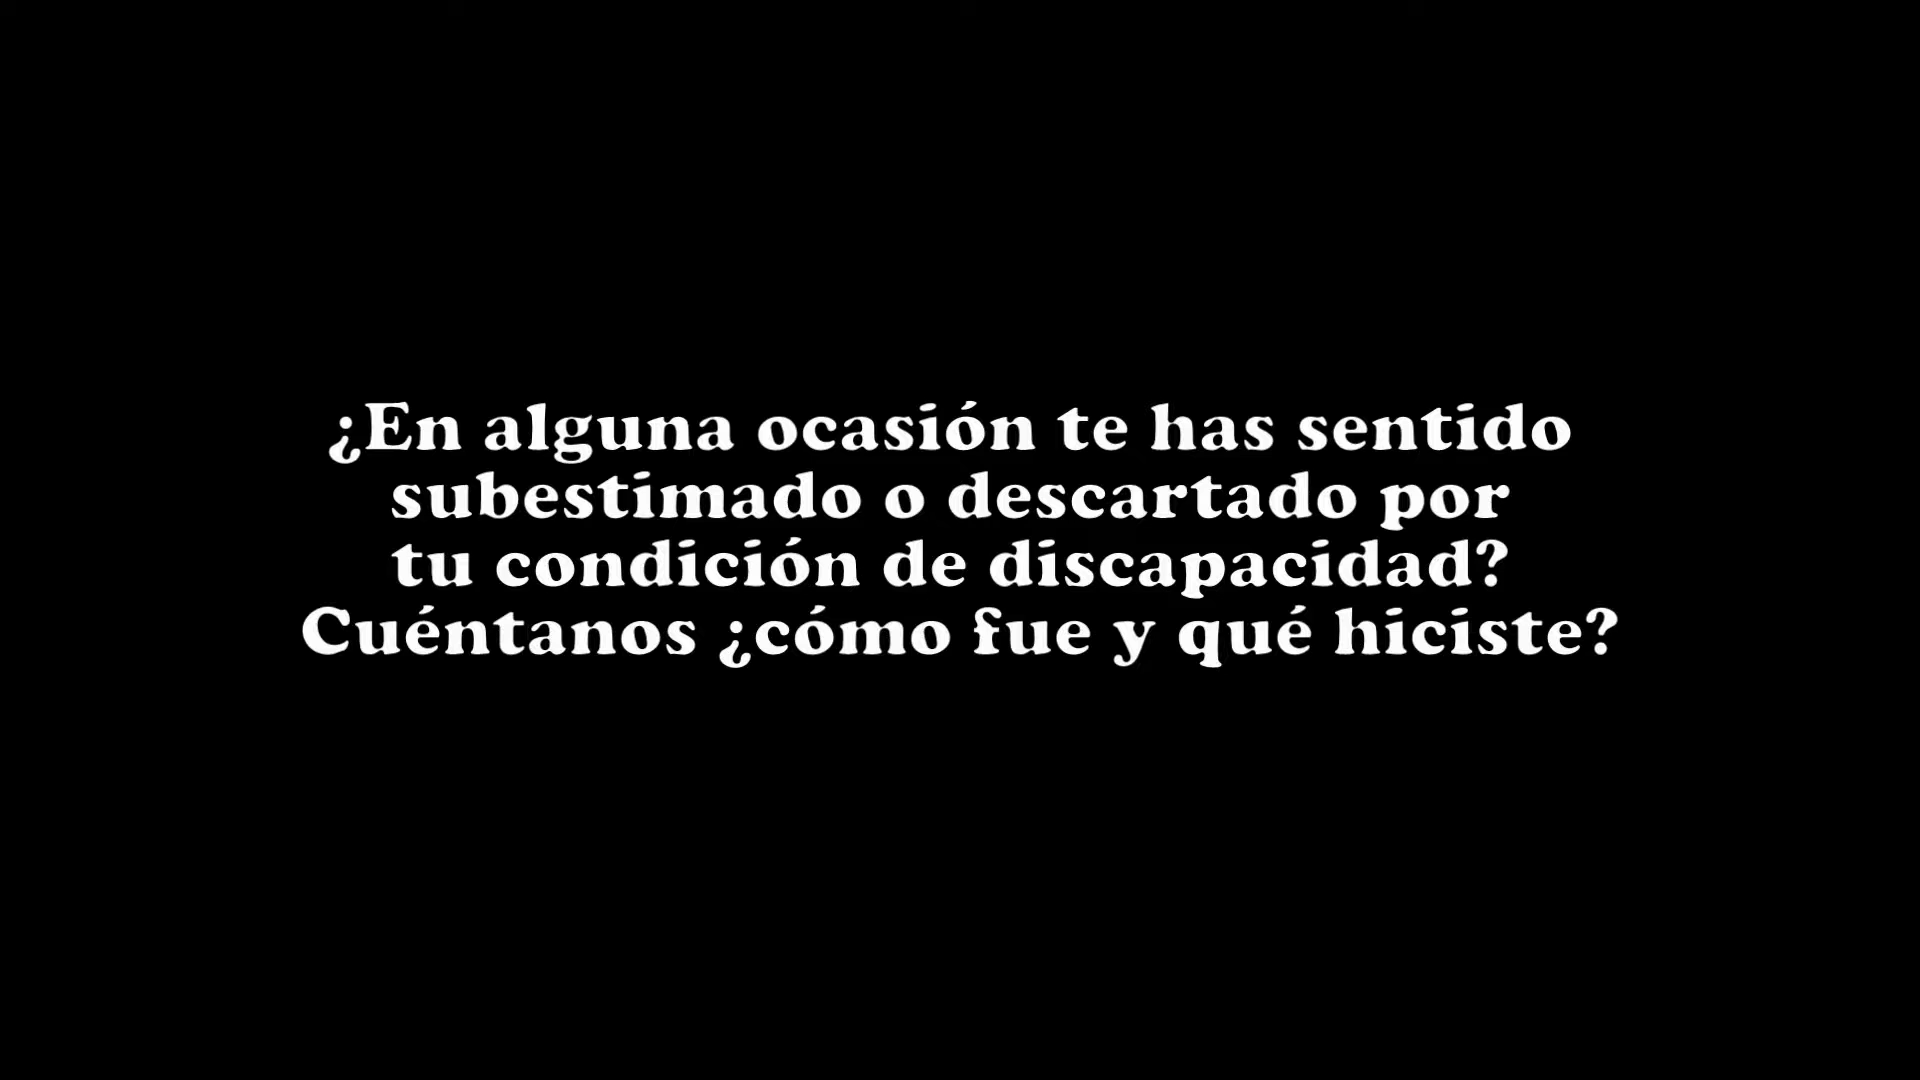 ¿En alguna ocasión te has sentido
subestimado o descartado por
tu condición de discapacidad?
Cuéntanos ¿cómo fue y qué hiciste?